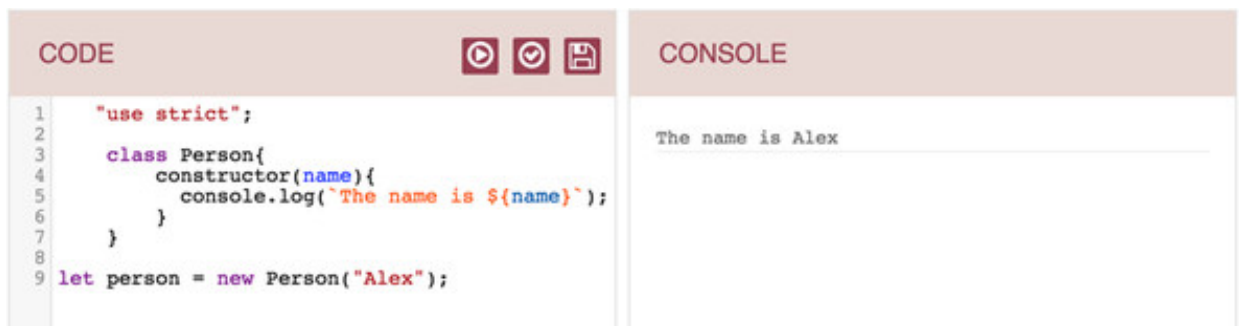 CODE
CONSOLE
1 "use strict";
2
3 class Person{
4 constructor(name){
5 console.log(`The name is ${name}`);
6 }
7 }
8
9 let person = new Person("Alex");
The name is Alex